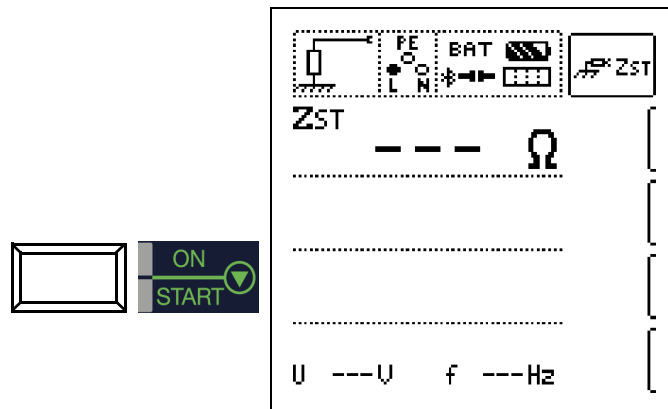 PE
BAT
L N
ZST
ZST
--- Ω
ON
START
U ---V f ---Hz